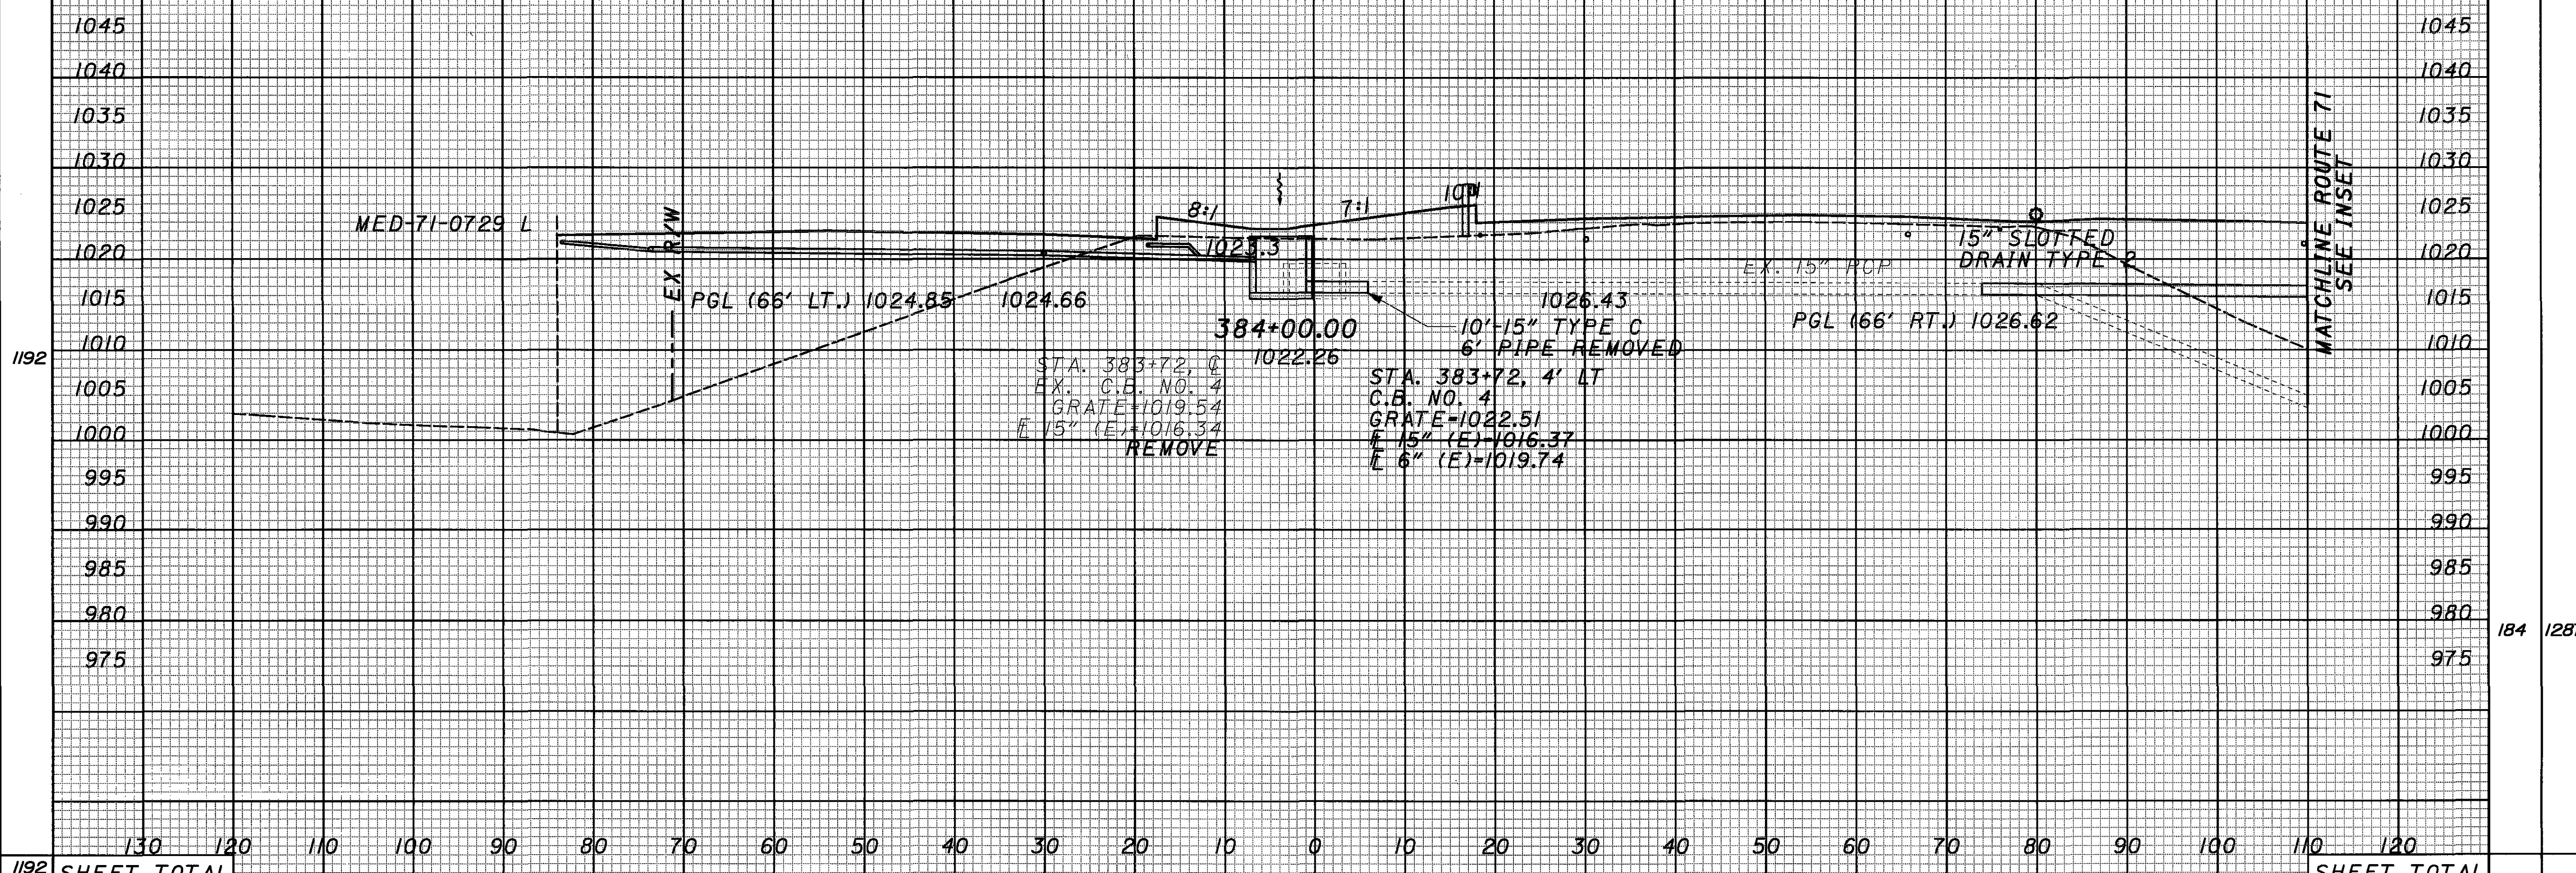 1045
1045
1040
1040
1035
1035
1030
1030
1025
1025
1020
1020
1015
1015
1010
1010
1005
1005
1000
1000
995
995
990
990
985
985
980
980
975
975
MED-71-0729 L
EX R/W
8:1
7:1
10:1
1023.3
PGL (66' LT.) 1024.85
1024.66
1026.43
PGL (66' RT.) 1026.62
EX. 15" RCP
15" SLOTTED
DRAIN TYPE 2
MATCHLINE ROUTE 71
SEE INSET
384+00.00
1022.26
10'-15" TYPE C
6' PIPE REMOVED
STA. 383+72, ℄
EX. C.B. NO. 4
GRATE=1019.54
FL 15" (E)=1016.34
REMOVE
STA. 383+72, 4' LT
C.B. NO. 4
GRATE=1022.51
FL 15" (E)=1016.37
FL 6" (E)=1019.74
1192
184
130 120 110 100 90 80 70 60 50 40 30 20 10 0 10 20 30 40 50 60 70 80 90 100 110 120
1192
SHEET TOTAL
SHEET TOTAL